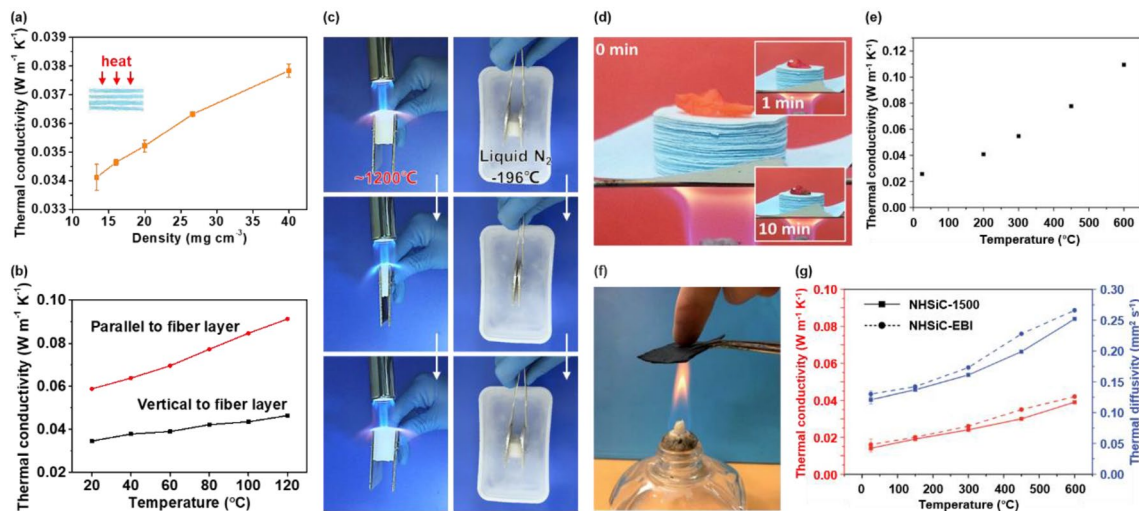 (a)
0.039
0.038
0.037
0.036
0.035
0.034
0.033
Thermal conductivity (W m⁻¹ K⁻¹)
heat
10 15 20 25 30 35 40
Density (mg cm⁻³)
(b)
0.10
0.08
0.06
0.04
0.02
Thermal conductivity (W m⁻¹ K⁻¹)
Parallel to fiber layer
Vertical to fiber layer
20 40 60 80 100 120
Temperature (°C)
(c)
~1200°C
Liquid N₂
-196°C
(d)
0 min
1 min
10 min
(e)
0.12
0.10
0.08
0.06
0.04
0.02
0.00
Thermal conductivity (W m⁻¹ K⁻¹)
0 100 200 300 400 500 600
Temperature (°C)
(f)
(g)
0.10
0.08
0.06
0.04
0.02
0.00
Thermal conductivity (W m⁻¹ K⁻¹)
NHSiC-1500
NHSiC-EBI
0.30
0.25
0.20
0.15
0.10
0.05
0.00
Thermal diffusivity (mm² s⁻¹)
0 100 200 300 400 500 600
Temperature (°C)